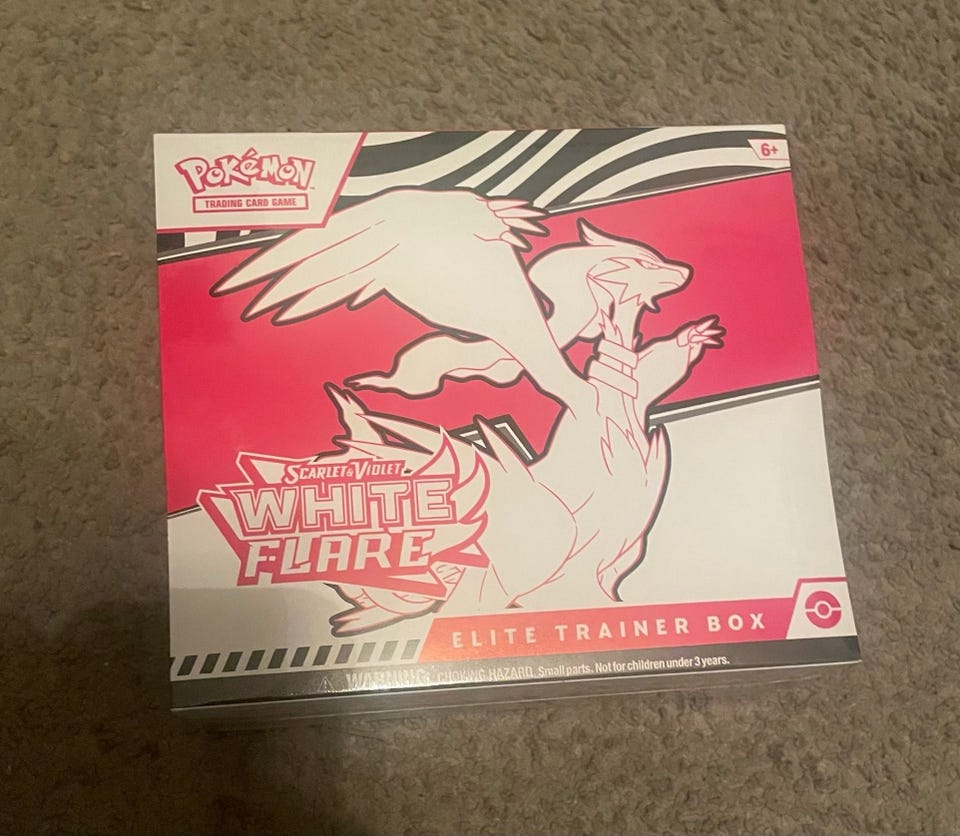 POKéMON
TRADING CARD GAME
6+
SCARLET & VIOLET
WHITE
FLARE
ELITE TRAINER BOX
WARNING: CHOKING HAZARD. Small parts. Not for children under 3 years.